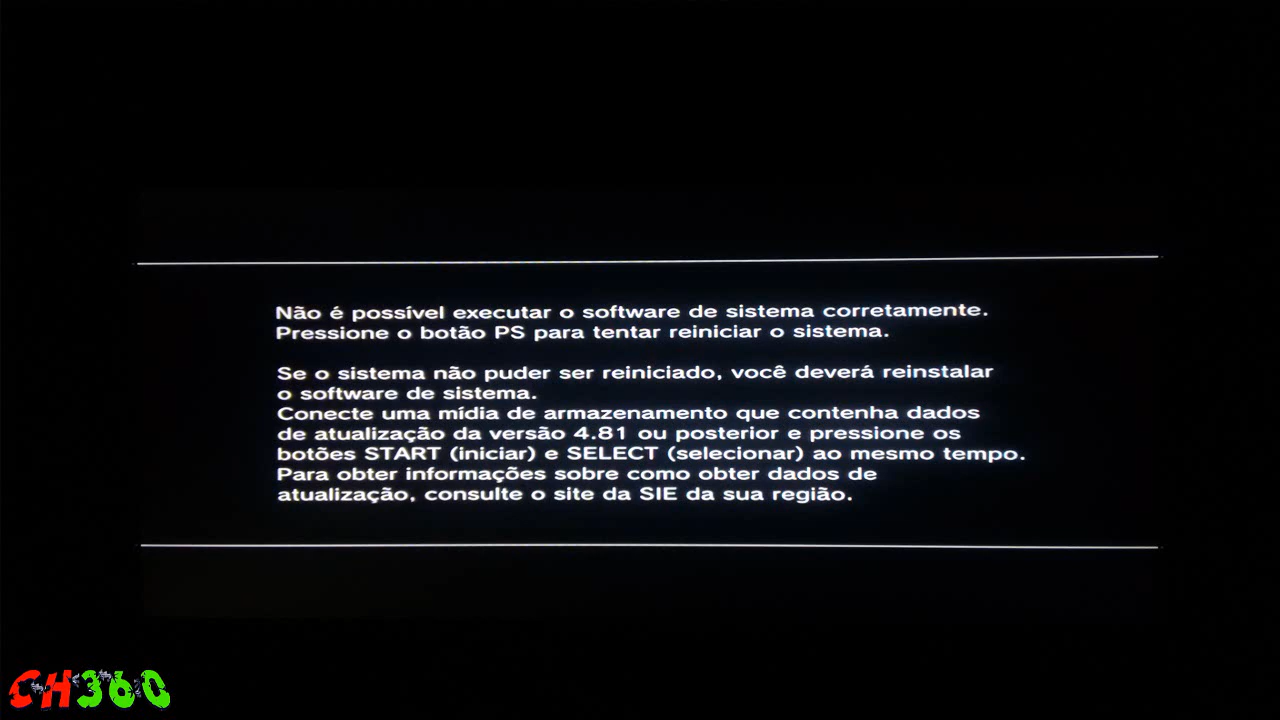 Não é possível executar o software de sistema corretamente.
Pressione o botão PS para tentar reiniciar o sistema.
Se o sistema não puder ser reiniciado, você deverá reinstalar
o software de sistema.
Conecte uma mídia de armazenamento que contenha dados
de atualização da versão 4.81 ou posterior e pressione os
botões START (iniciar) e SELECT (selecionar) ao mesmo tempo.
Para obter informações sobre como obter dados de
atualização, consulte o site da SIE da sua região.
CH360